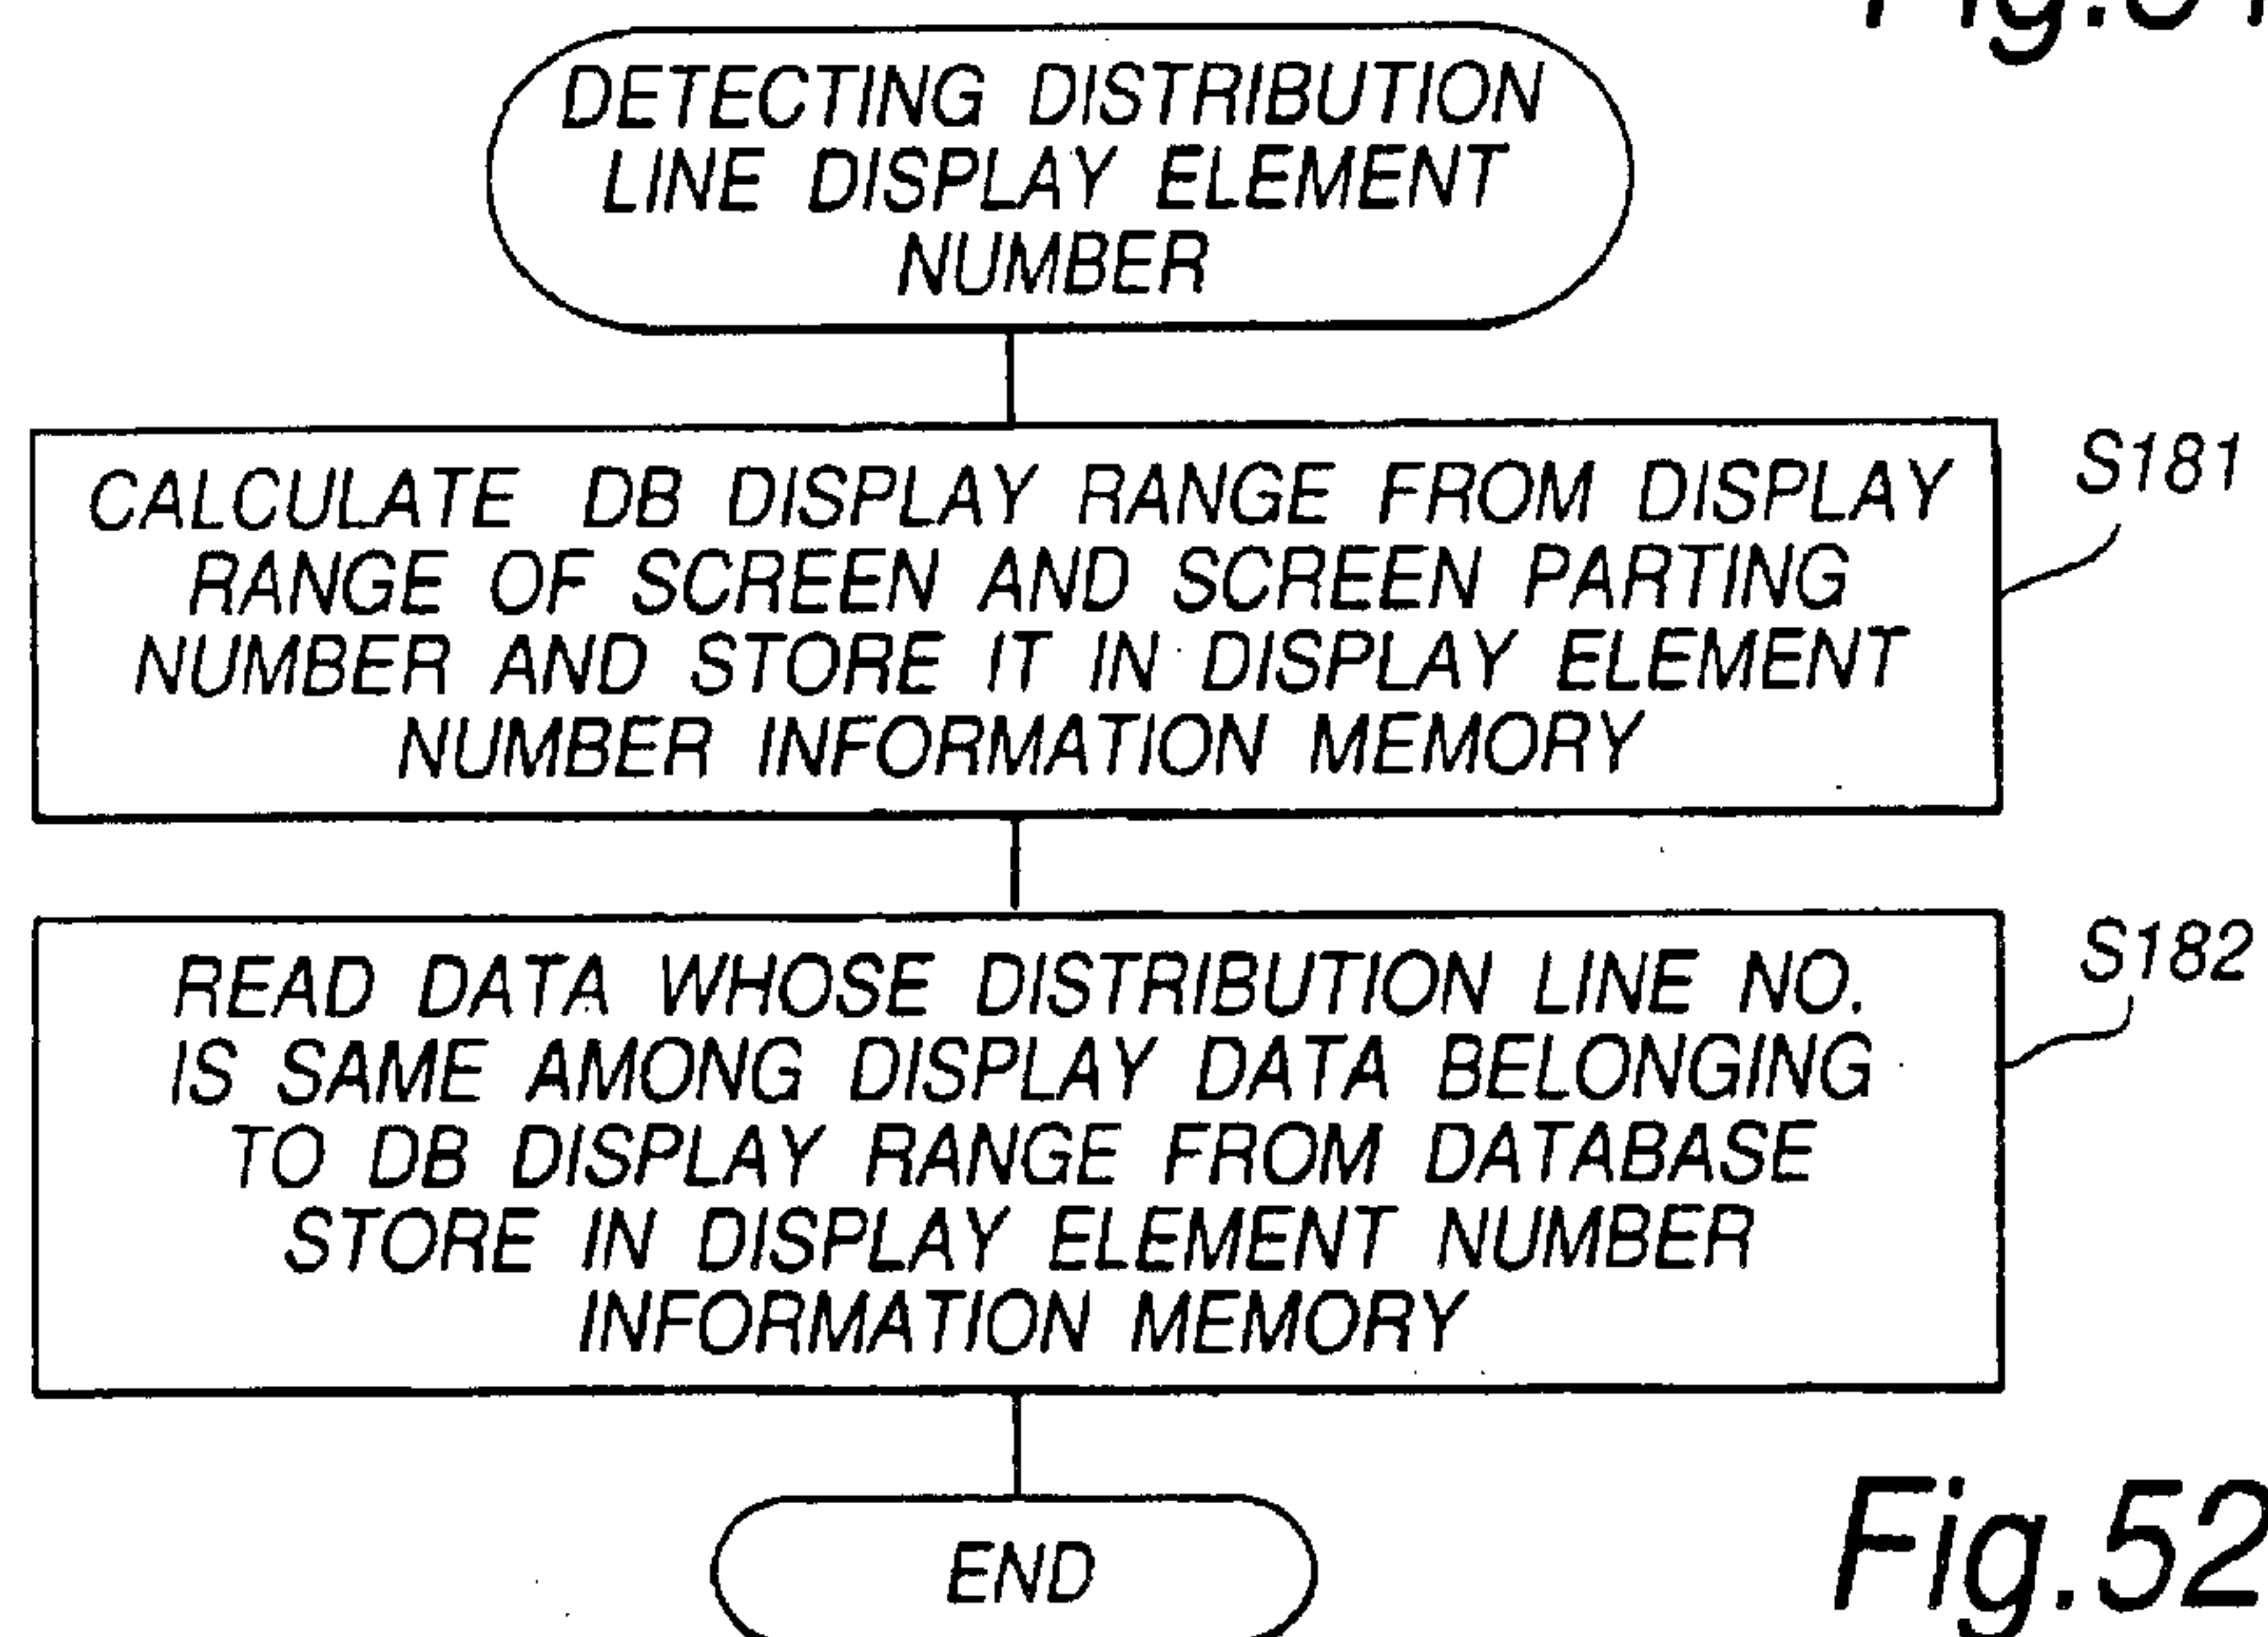 DETECTING DISTRIBUTION
LINE DISPLAY ELEMENT
NUMBER
CALCULATE DB DISPLAY RANGE FROM DISPLAY
RANGE OF SCREEN AND SCREEN PARTING
NUMBER AND STORE IT IN DISPLAY ELEMENT
NUMBER INFORMATION MEMORY
S181
READ DATA WHOSE DISTRIBUTION LINE NO.
IS SAME AMONG DISPLAY DATA BELONGING
TO DB DISPLAY RANGE FROM DATABASE
STORE IN DISPLAY ELEMENT NUMBER
INFORMATION MEMORY
S182
END
Fig.52